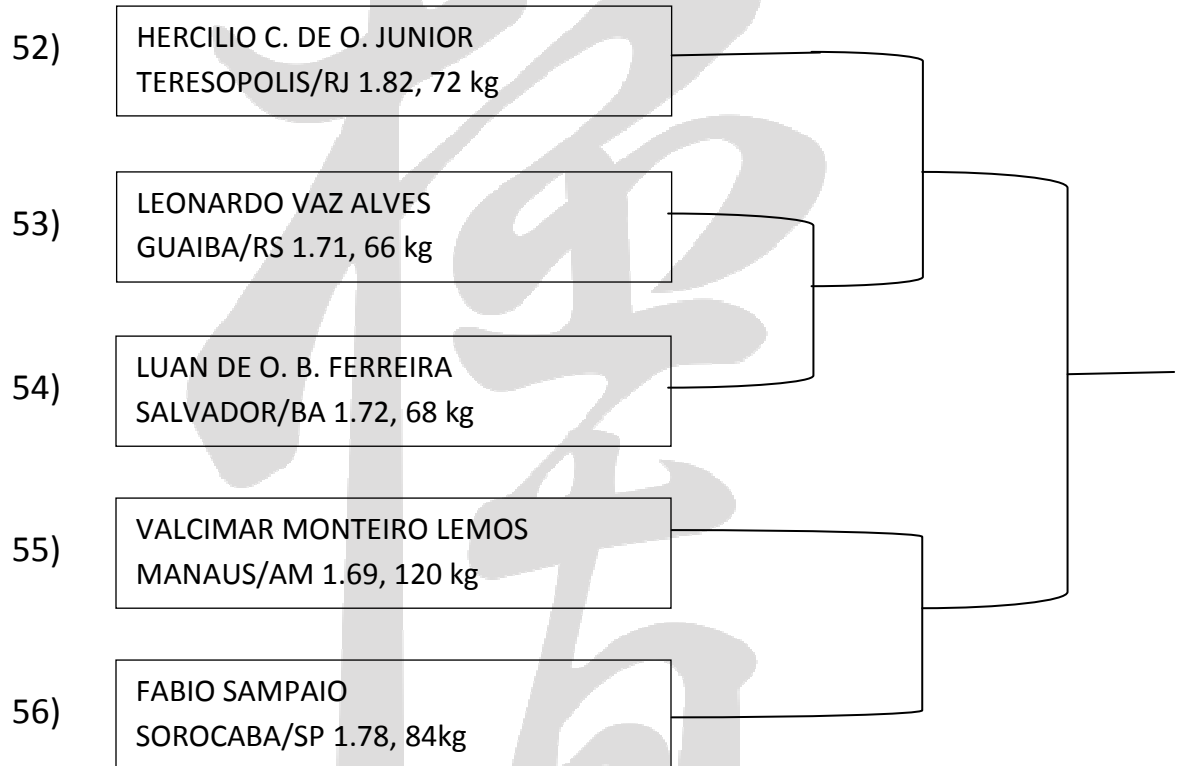 52)
HERCILIO C. DE O. JUNIOR
TERESOPOLIS/RJ 1.82, 72 kg
53)
LEONARDO VAZ ALVES
GUAIBA/RS 1.71, 66 kg
54)
LUAN DE O. B. FERREIRA
SALVADOR/BA 1.72, 68 kg
55)
VALCIMAR MONTEIRO LEMOS
MANAUS/AM 1.69, 120 kg
56)
FABIO SAMPAIO
SOROCABA/SP 1.78, 84kg